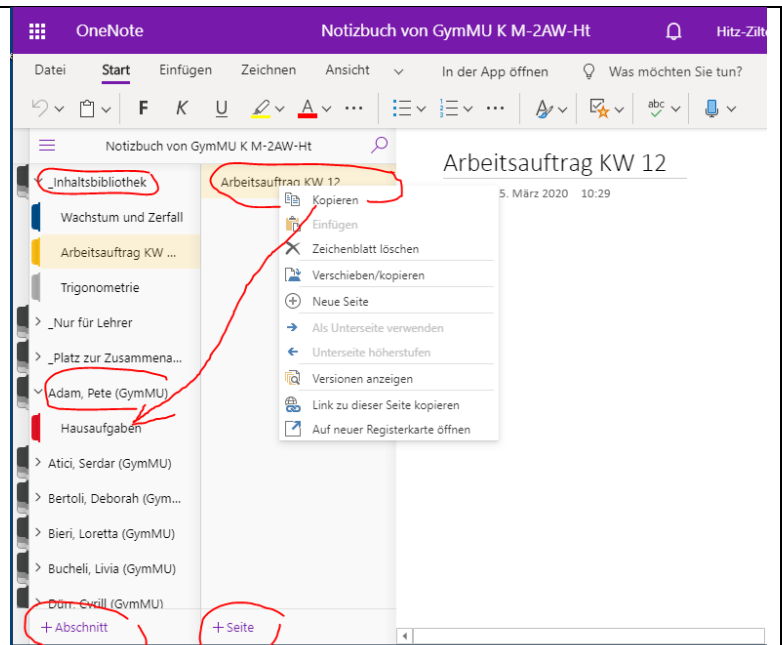 OneNote
Notizbuch von GymMU K M-2AW-Ht
Hitz-Zilte
Datei Start Einfügen Zeichnen Ansicht In der App öffnen Was möchten Sie tun?
F K U A abc
Notizbuch von GymMU K M-2AW-Ht
_Inhaltsbibliothek
Wachstum und Zerfall
Arbeitsauftrag KW ...
Trigonometrie
> _Nur für Lehrer
> _Platz zur Zusammena...
Adam, Pete (GymMU)
Hausaufgaben
> Atici, Serdar (GymMU)
> Bertoli, Deborah (Gym...
> Bieri, Loretta (GymMU)
> Bucheli, Livia (GymMU)
> Dürr, Cyrill (GymMU)
+ Abschnitt
Arbeitsauftrag KW 12
+ Seite
Kopieren
Einfügen
Zeichenblatt löschen
Verschieben/kopieren
Neue Seite
Als Unterseite verwenden
Unterseite höherstufen
Versionen anzeigen
Link zu dieser Seite kopieren
Auf neuer Registerkarte öffnen
Arbeitsauftrag KW 12
5. März 2020 10:29